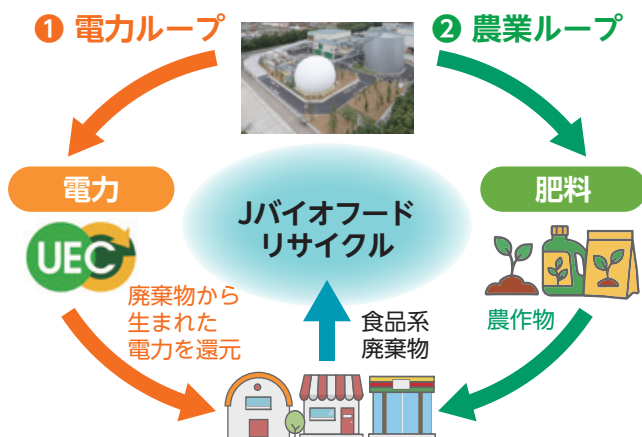 ❶ 電力ループ
❷ 農業ループ
電力
肥料
Jバイオフード
リサイクル
UEC
廃棄物から
生まれた
電力を還元
食品系
廃棄物
農作物